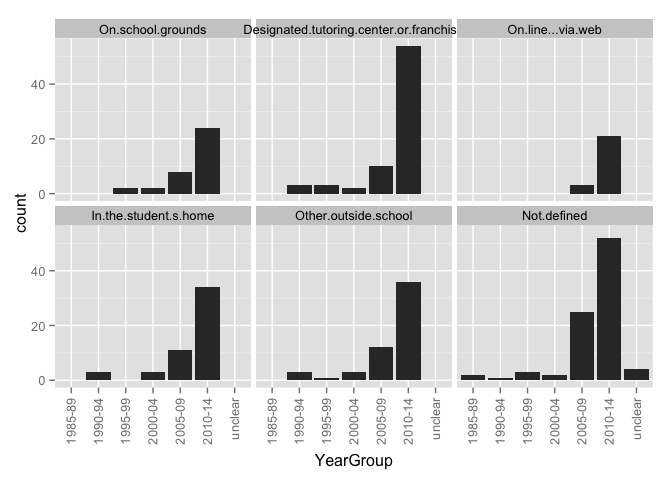 On.school.grounds
Designated.tutoring.center.or.franchis
On.line...via.web
40
20
0
In.the.student.s.home
Other.outside.school
Not.defined
40
20
0
count
1985-89
1990-94
1995-99
2000-04
2005-09
2010-14
unclear
1985-89
1990-94
1995-99
2000-04
2005-09
2010-14
unclear
1985-89
1990-94
1995-99
2000-04
2005-09
2010-14
unclear
YearGroup